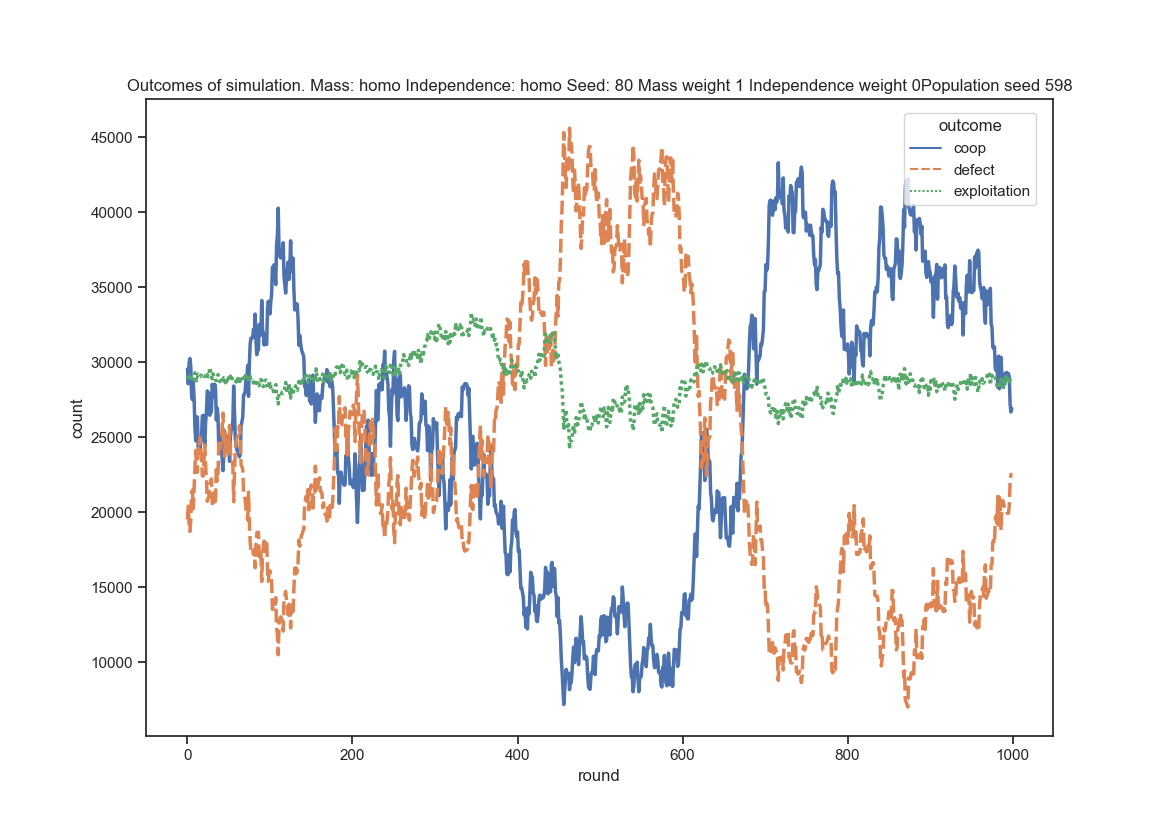 Outcomes of simulation. Mass: homo Independence: homo Seed: 80 Mass weight 1 Independence weight 0Population seed 598
outcome
coop
defect
exploitation
45000
40000
35000
30000
25000
20000
15000
10000
count
0 200 400 600 800 1000
round